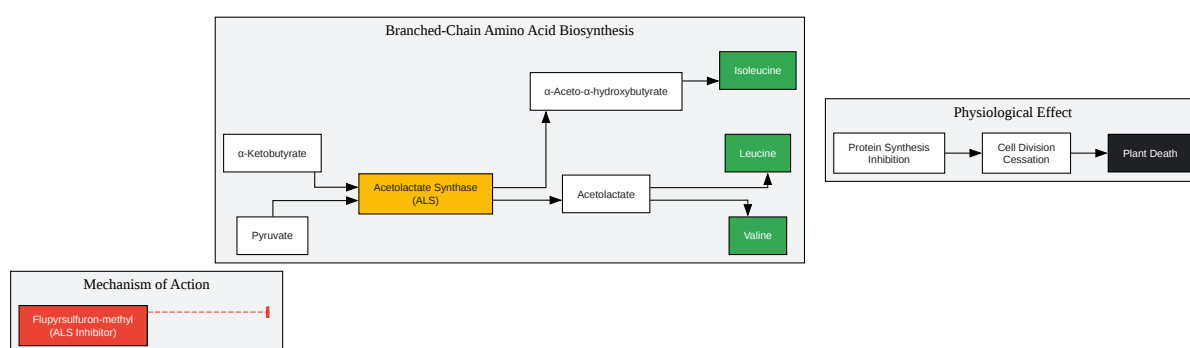 Branched-Chain Amino Acid Biosynthesis
Isoleucine
α-Aceto-α-hydroxybutyrate
α-Ketobutyrate
Leucine
Acetolactate Synthase
(ALS)
Acetolactate
Pyruvate
Valine
Physiological Effect
Protein Synthesis
Inhibition
Cell Division
Cessation
Plant Death
Mechanism of Action
Flupyrsulfuron-methyl
(ALS Inhibitor)